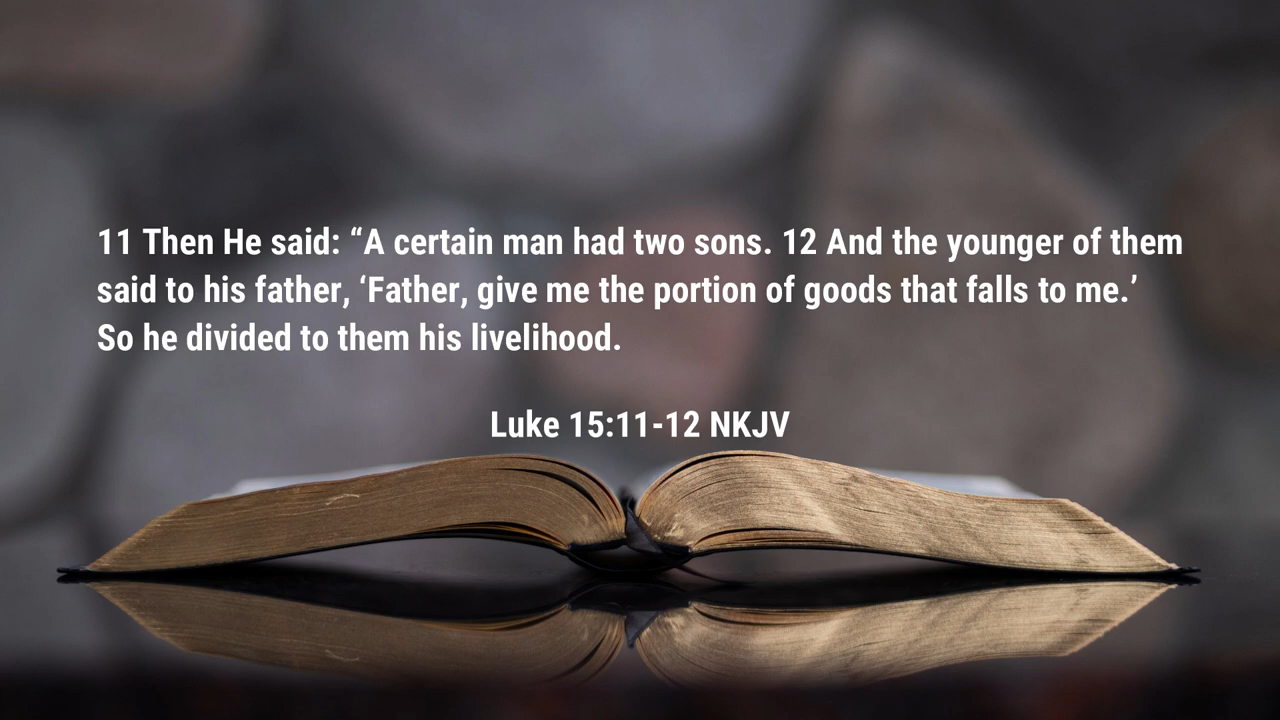 11 Then He said: “A certain man had two sons. 12 And the younger of them
said to his father, ‘Father, give me the portion of goods that falls to me.’
So he divided to them his livelihood.
Luke 15:11-12 NKJV